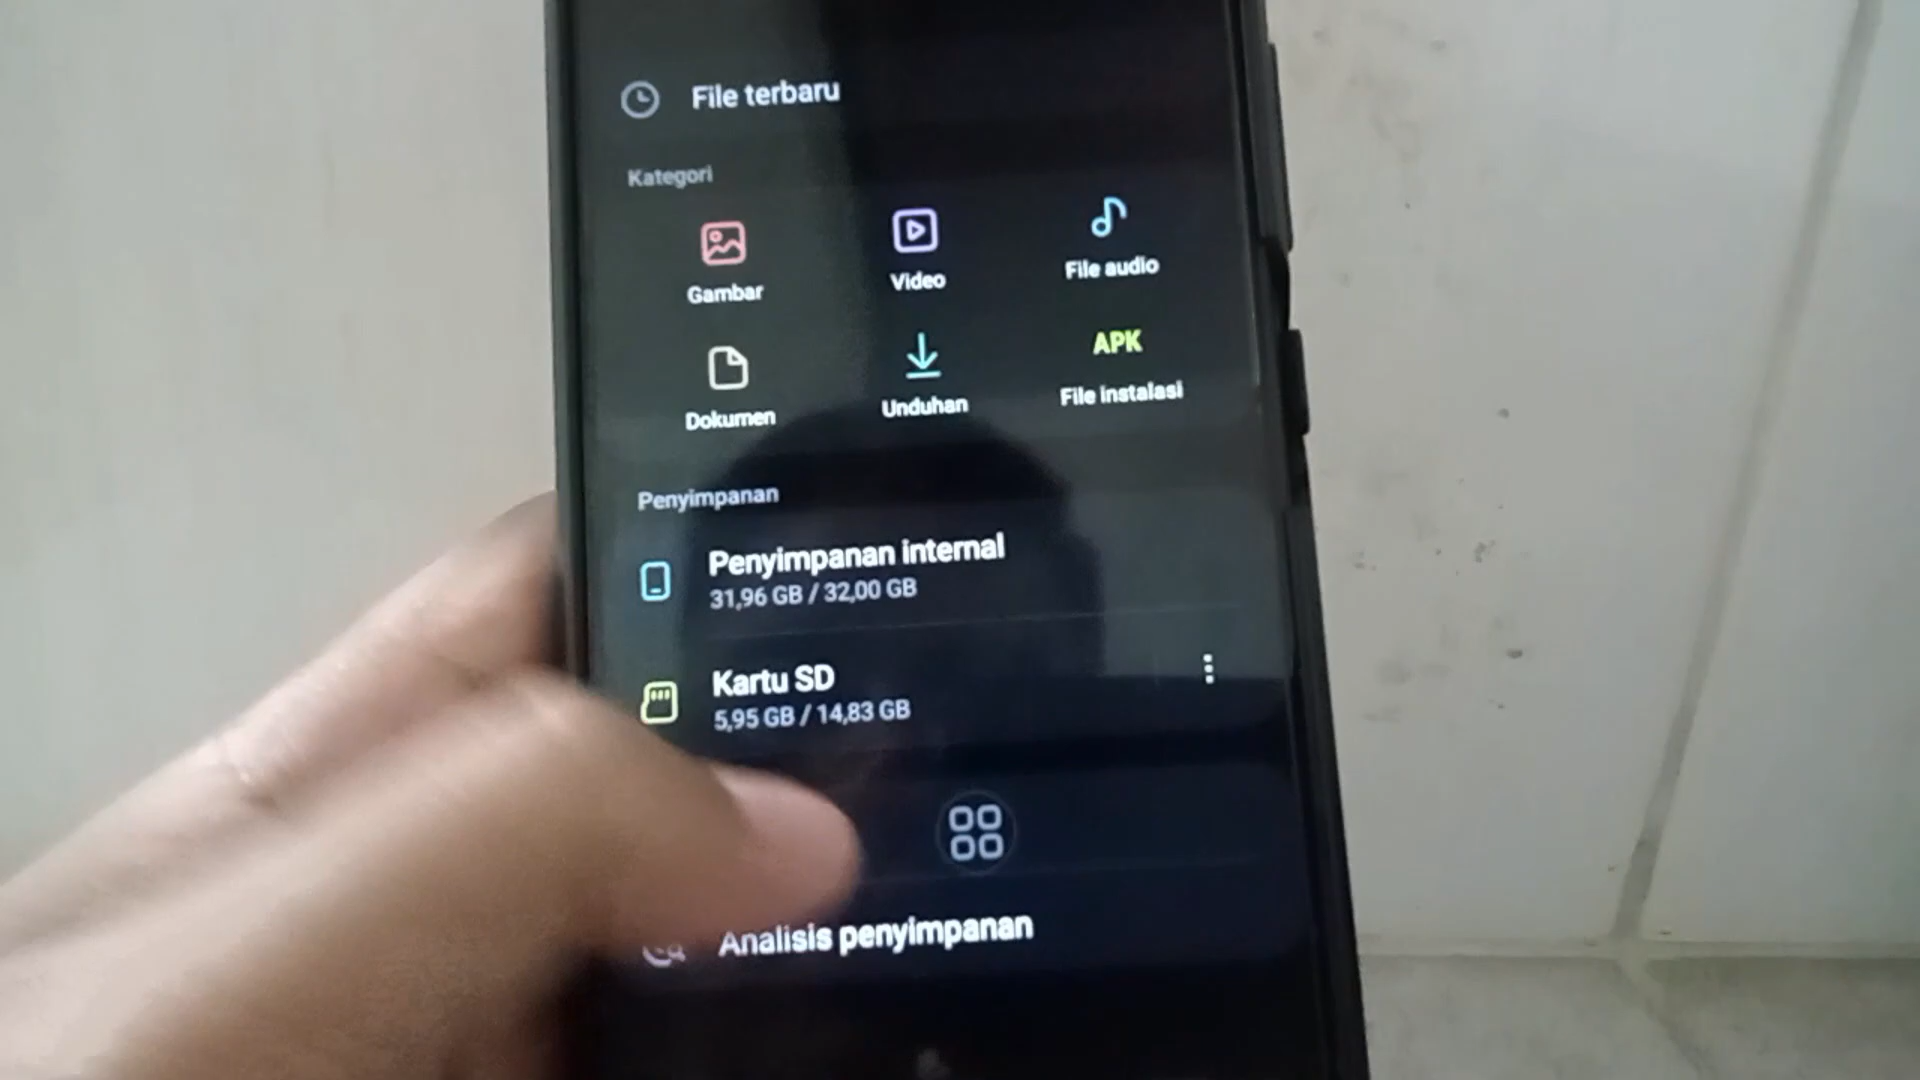 File terbaru
Kategori
Gambar
Video
File audio
Dokumen
Unduhan
APK
File instalasi
Penyimpanan
Penyimpanan internal
31,96 GB / 32,00 GB
Kartu SD
5,95 GB / 14,83 GB
Analisis penyimpanan